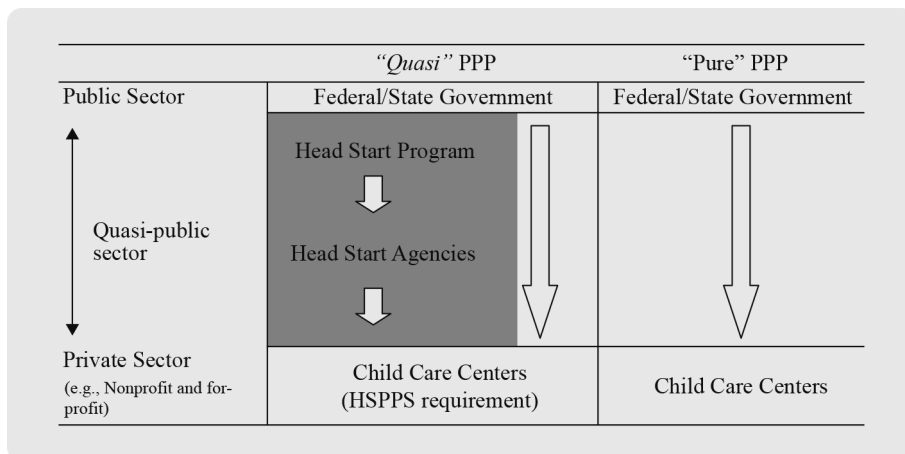 “Quasi” PPP
“Pure” PPP
Public Sector
Federal/State Government
Federal/State Government
Head Start Program
Quasi-public
sector
Head Start Agencies
Private Sector
(e.g., Nonprofit and for-
profit)
Child Care Centers
(HSPPS requirement)
Child Care Centers